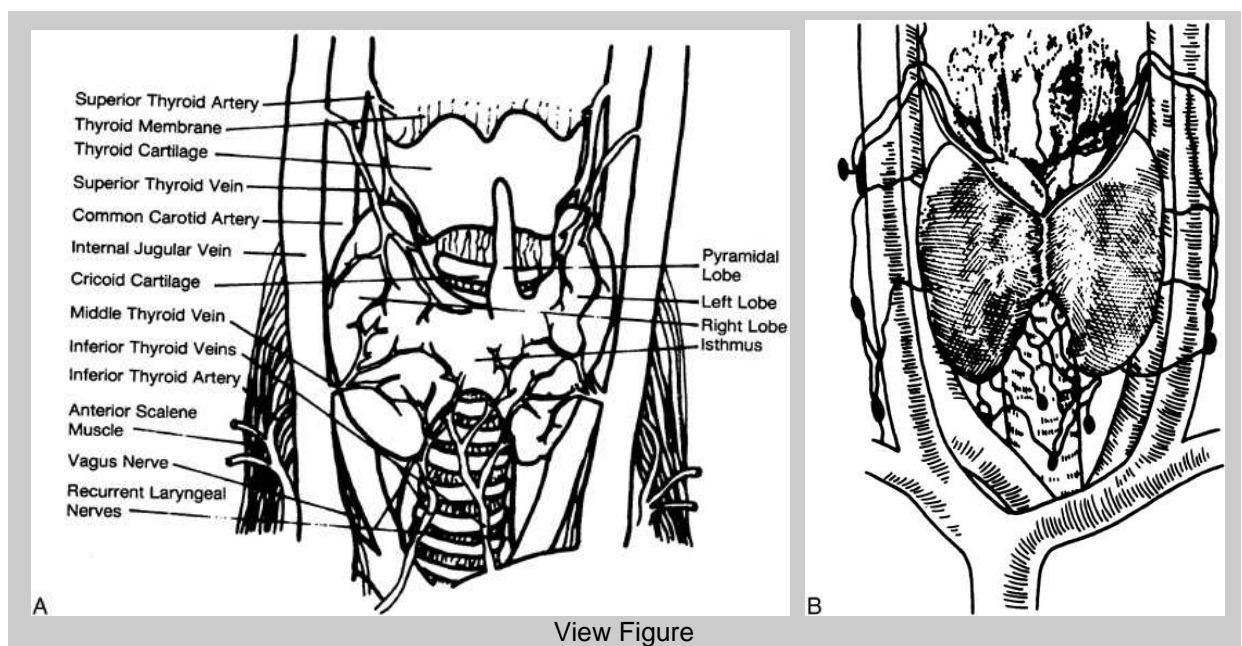 Superior Thyroid Artery
Thyroid Membrane
Thyroid Cartilage
Superior Thyroid Vein
Common Carotid Artery
Internal Jugular Vein
Cricoid Cartilage
Middle Thyroid Vein
Inferior Thyroid Veins
Inferior Thyroid Artery
Anterior Scalene
Muscle
Vagus Nerve
Recurrent Laryngeal
Nerves
Pyramidal
Lobe
Left Lobe
Right Lobe
Isthmus
A
B
View Figure